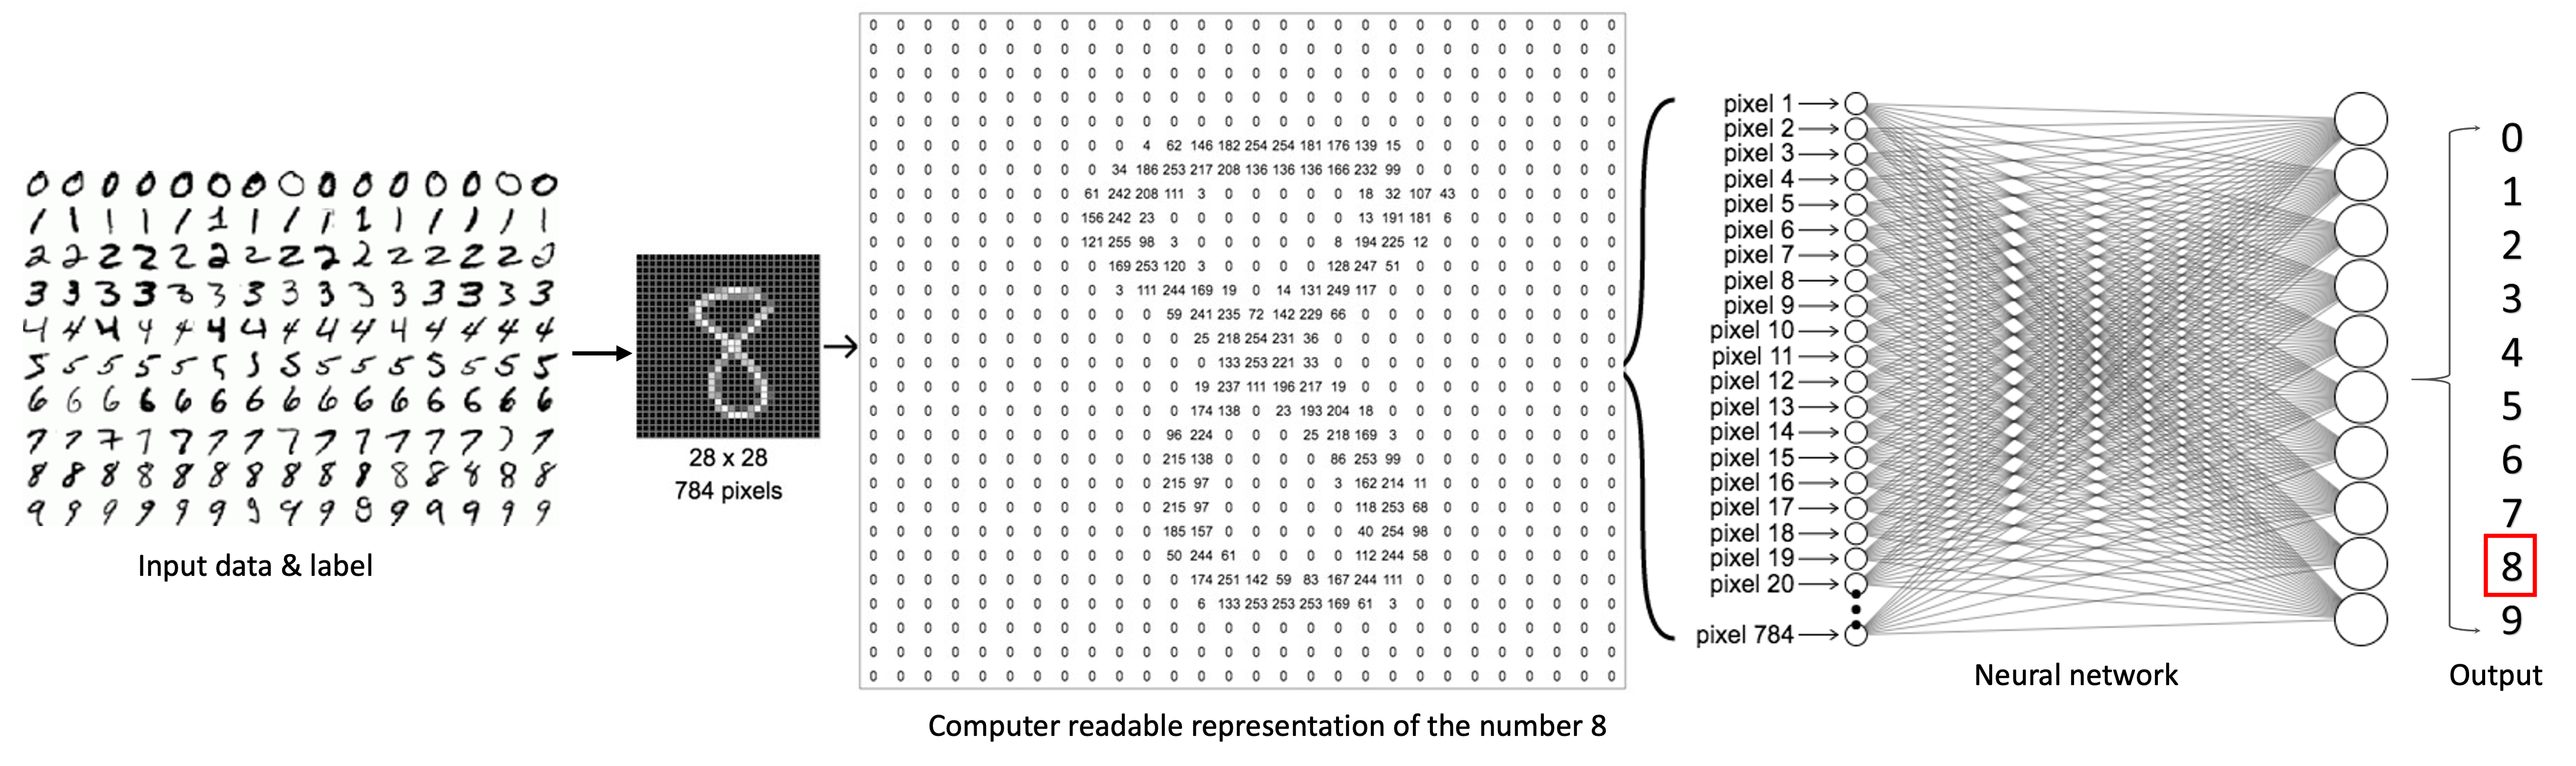 0 0 0 0 0 0 0 0 0 0 0 0 0 0 0
1 1 1 1 1 1 1 1 1 1 1 1 1 1 1
2 2 2 2 2 2 2 2 2 2 2 2 2 2 2
3 3 3 3 3 3 3 3 3 3 3 3 3 3 3
4 4 4 4 4 4 4 4 4 4 4 4 4 4 4
5 5 5 5 5 5 5 5 5 5 5 5 5 5 5
6 6 6 6 6 6 6 6 6 6 6 6 6 6 6
7 7 7 7 7 7 7 7 7 7 7 7 7 7 7
8 8 8 8 8 8 8 8 8 8 8 8 8 8 8
9 9 9 9 9 9 9 9 9 9 9 9 9 9 9
Input data & label
28 x 28
784 pixels
0 0 0 0 0 0 0 0 0 0 0 0 0 0 0 0 0 0 0 0 0 0 0 0 0 0 0 0
0 0 0 0 0 0 0 0 0 0 0 0 0 0 0 0 0 0 0 0 0 0 0 0 0 0 0 0
0 0 0 0 0 0 0 0 0 0 0 0 0 0 0 0 0 0 0 0 0 0 0 0 0 0 0 0
0 0 0 0 0 0 0 0 0 0 0 0 0 0 0 0 0 0 0 0 0 0 0 0 0 0 0 0
0 0 0 0 0 0 0 0 0 0 0 0 0 0 0 0 0 0 0 0 0 0 0 0 0 0 0 0
0 0 0 0 0 0 0 0 0 0 4 62 146 182 254 254 181 176 139 15 0 0 0 0 0 0 0 0
0 0 0 0 0 0 0 0 0 34 186 253 217 208 136 136 136 166 232 99 0 0 0 0 0 0 0 0
0 0 0 0 0 0 0 0 61 242 208 111 3 0 0 0 0 0 18 32 107 43 0 0 0 0 0 0
0 0 0 0 0 0 0 0 156 242 23 0 0 0 0 0 0 0 13 191 181 6 0 0 0 0 0 0
0 0 0 0 0 0 0 0 121 255 98 3 0 0 0 0 0 8 194 225 12 0 0 0 0 0 0 0
0 0 0 0 0 0 0 0 0 169 253 120 3 0 0 0 0 128 247 51 0 0 0 0 0 0 0 0
0 0 0 0 0 0 0 0 0 3 111 244 169 19 0 14 131 249 117 0 0 0 0 0 0 0 0 0
0 0 0 0 0 0 0 0 0 0 0 59 241 235 72 142 229 66 0 0 0 0 0 0 0 0 0 0
0 0 0 0 0 0 0 0 0 0 0 0 25 218 254 231 36 0 0 0 0 0 0 0 0 0 0 0
0 0 0 0 0 0 0 0 0 0 0 0 0 133 253 221 33 0 0 0 0 0 0 0 0 0 0 0
0 0 0 0 0 0 0 0 0 0 0 0 19 237 111 196 217 19 0 0 0 0 0 0 0 0 0 0
0 0 0 0 0 0 0 0 0 0 0 0 174 138 0 23 193 204 18 0 0 0 0 0 0 0 0 0
0 0 0 0 0 0 0 0 0 0 0 96 224 0 0 0 25 218 169 3 0 0 0 0 0 0 0 0
0 0 0 0 0 0 0 0 0 0 0 215 138 0 0 0 0 86 253 99 0 0 0 0 0 0 0 0
0 0 0 0 0 0 0 0 0 0 0 215 97 0 0 0 0 3 162 214 11 0 0 0 0 0 0 0
0 0 0 0 0 0 0 0 0 0 0 215 97 0 0 0 0 0 118 253 68 0 0 0 0 0 0 0
0 0 0 0 0 0 0 0 0 0 0 185 157 0 0 0 0 0 40 254 98 0 0 0 0 0 0 0
0 0 0 0 0 0 0 0 0 0 0 50 244 61 0 0 0 0 112 244 58 0 0 0 0 0 0 0
0 0 0 0 0 0 0 0 0 0 0 0 174 251 142 59 83 167 244 111 0 0 0 0 0 0 0 0
0 0 0 0 0 0 0 0 0 0 0 0 6 133 253 253 253 169 61 3 0 0 0 0 0 0 0 0
0 0 0 0 0 0 0 0 0 0 0 0 0 0 0 0 0 0 0 0 0 0 0 0 0 0 0 0
0 0 0 0 0 0 0 0 0 0 0 0 0 0 0 0 0 0 0 0 0 0 0 0 0 0 0 0
0 0 0 0 0 0 0 0 0 0 0 0 0 0 0 0 0 0 0 0 0 0 0 0 0 0 0 0
Computer readable representation of the number 8
pixel 1
pixel 2
pixel 3
pixel 4
pixel 5
pixel 6
pixel 7
pixel 8
pixel 9
pixel 10
pixel 11
pixel 12
pixel 13
pixel 14
pixel 15
pixel 16
pixel 17
pixel 18
pixel 19
pixel 20
pixel 784
Neural network
0
1
2
3
4
5
6
7
8
9
Output